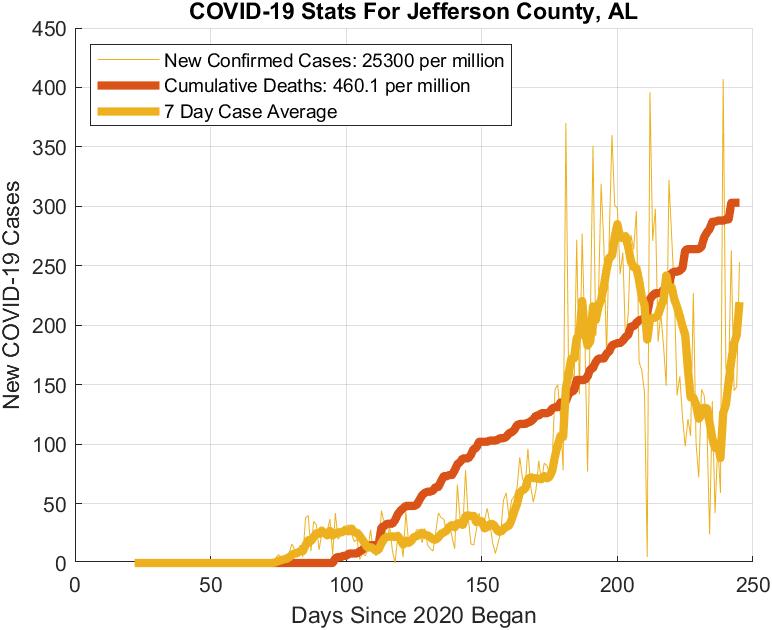 COVID-19 Stats For Jefferson County, AL
New Confirmed Cases: 25300 per million
Cumulative Deaths: 460.1 per million
7 Day Case Average
New COVID-19 Cases
450
400
350
300
250
200
150
100
50
0
0 50 100 150 200 250
Days Since 2020 Began